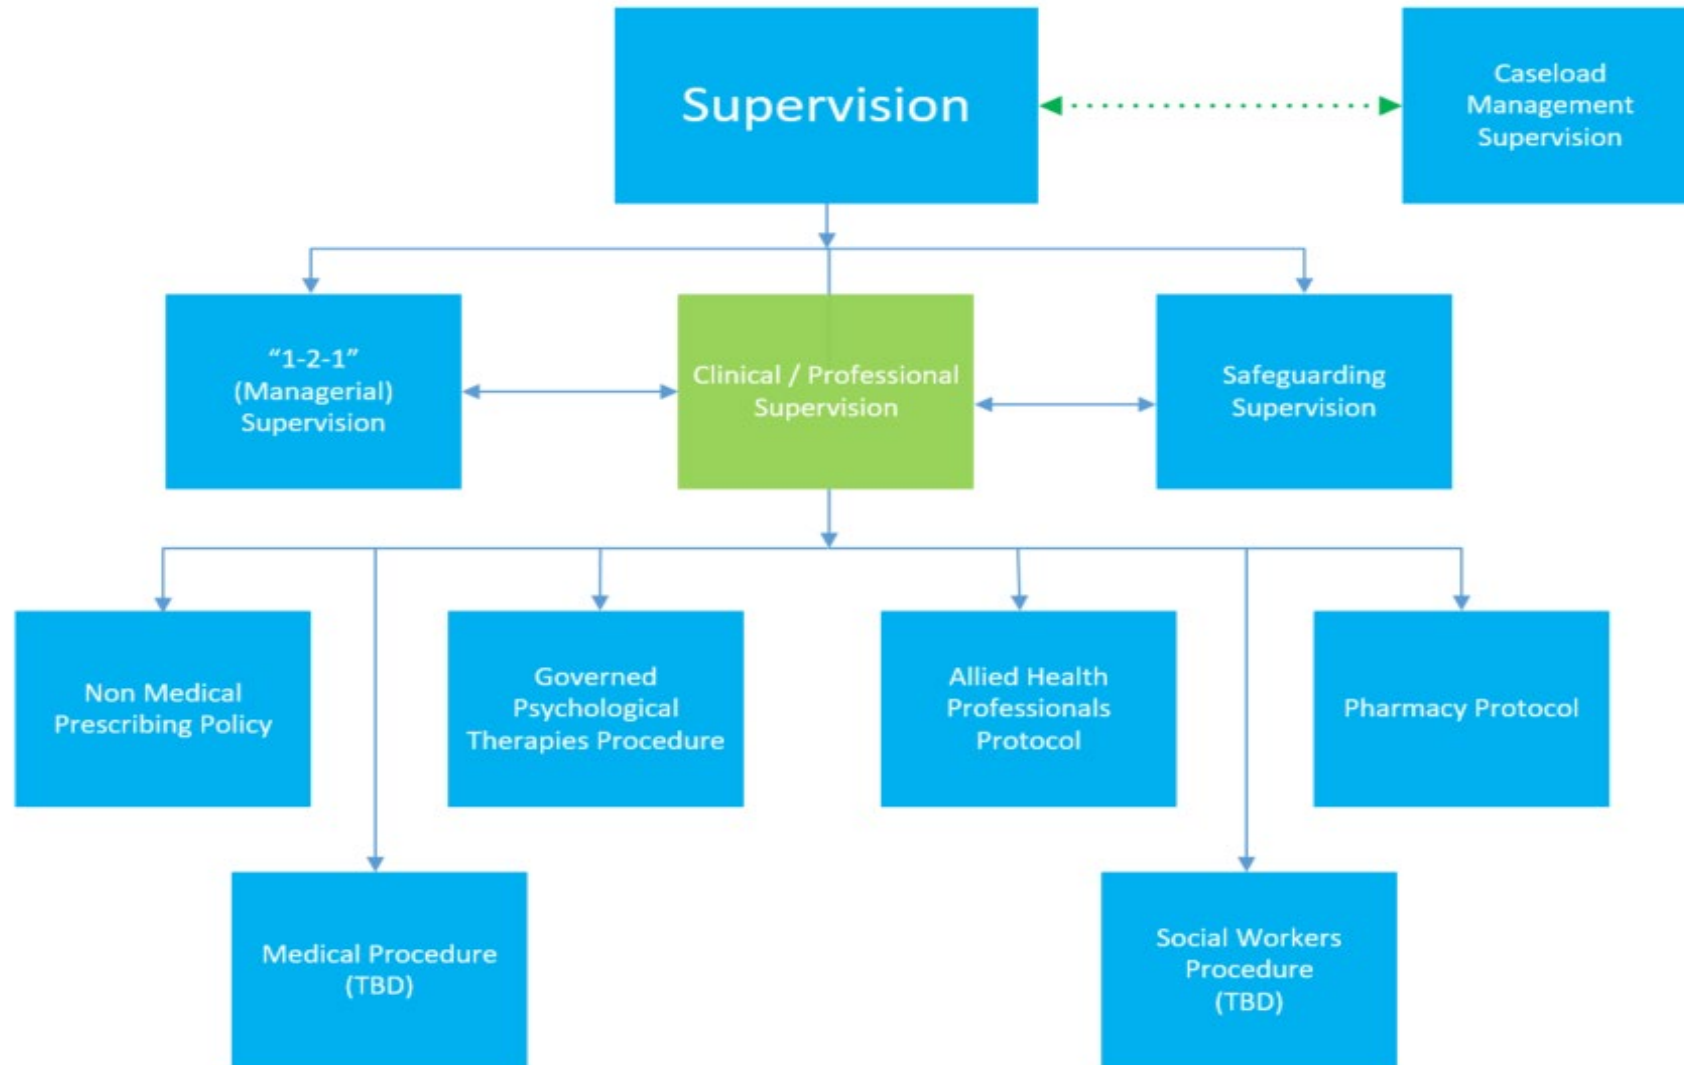 Supervision
Caseload
Management
Supervision
“1-2-1”
(Managerial)
Supervision
Clinical / Professional
Supervision
Safeguarding
Supervision
Non Medical
Prescribing Policy
Governed
Psychological
Therapies Procedure
Allied Health
Professionals
Protocol
Pharmacy Protocol
Medical Procedure
(TBD)
Social Workers
Procedure
(TBD)